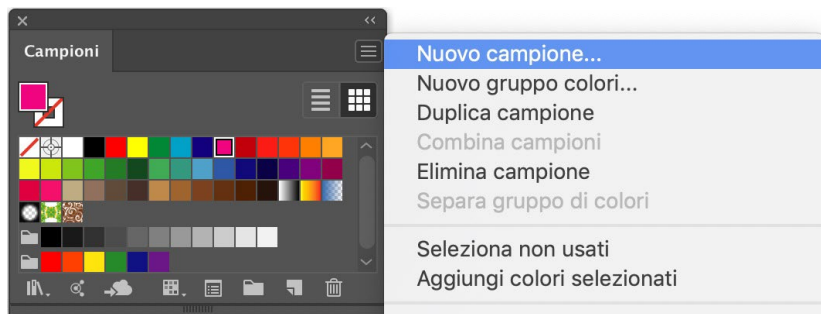 Campioni
Nuovo campione...
Nuovo gruppo colori...
Duplica campione
Combina campioni
Elimina campione
Separa gruppo di colori
Seleziona non usati
Aggiungi colori selezionati